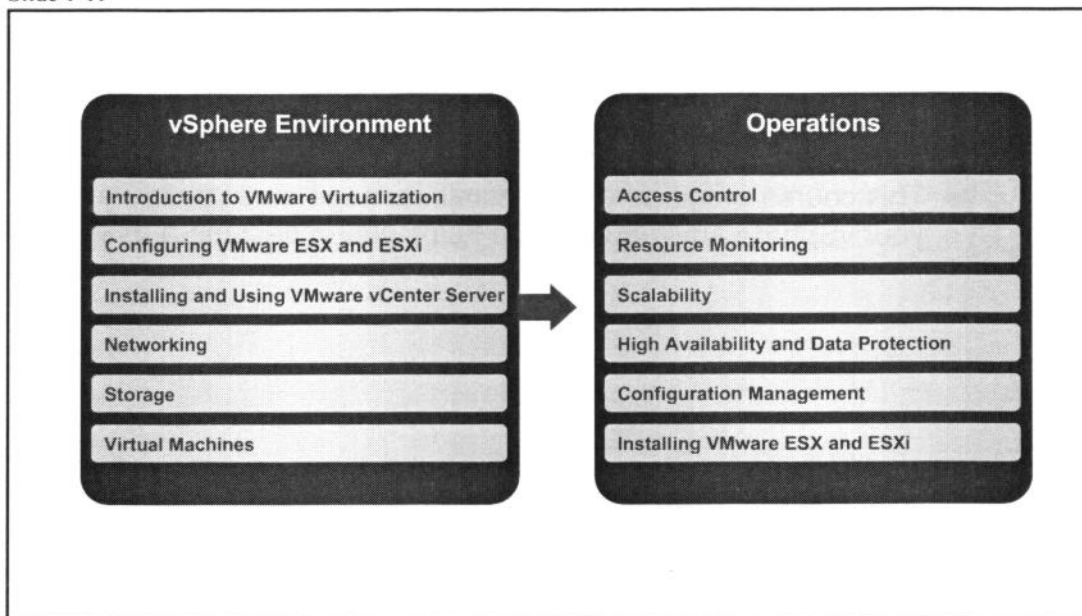 vSphere Environment
Introduction to VMware Virtualization
Configuring VMware ESX and ESXi
Installing and Using VMware vCenter Server
Networking
Storage
Virtual Machines
Operations
Access Control
Resource Monitoring
Scalability
High Availability and Data Protection
Configuration Management
Installing VMware ESX and ESXi